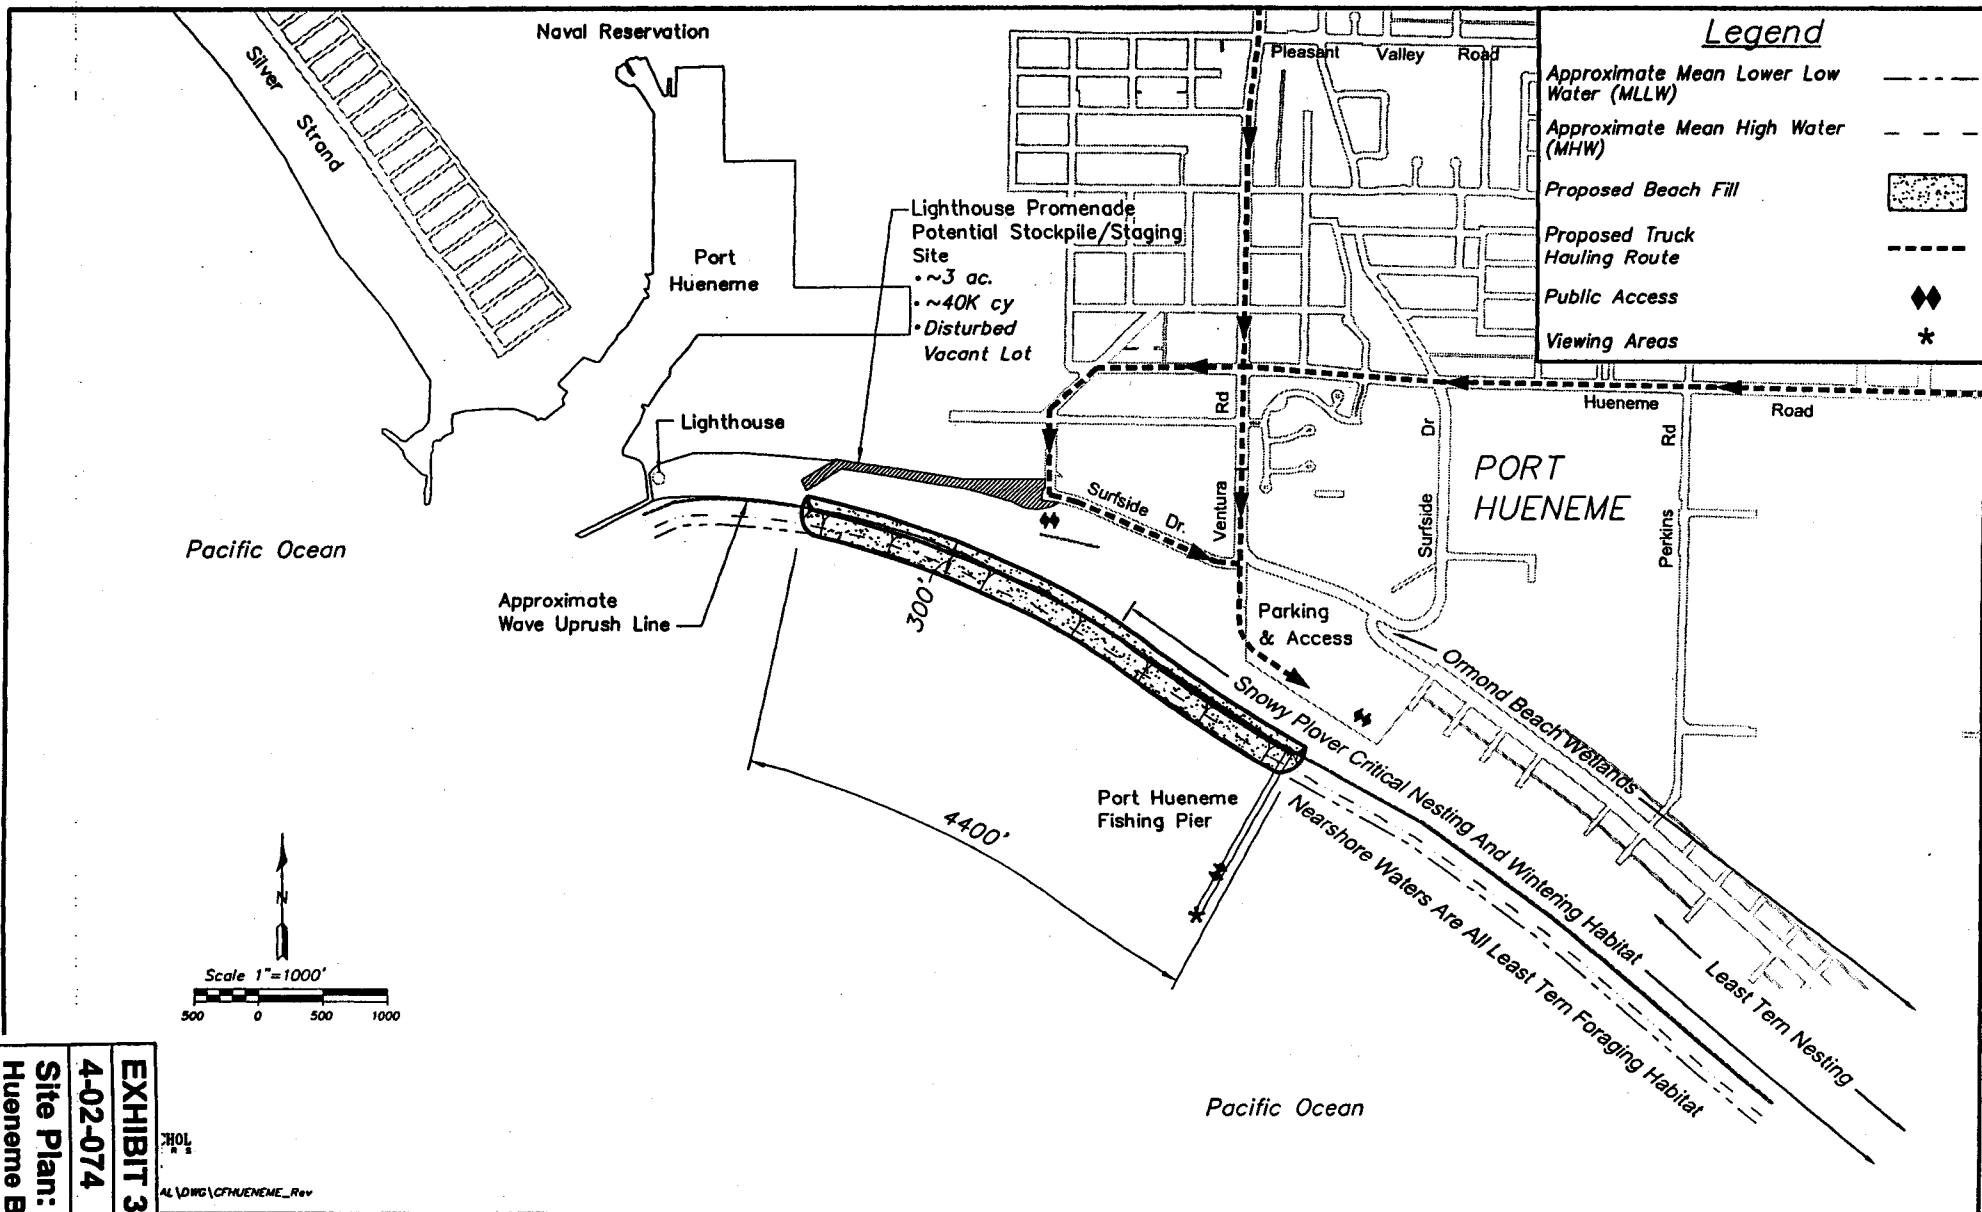 Naval Reservation
Silver
Strand
Port
Hueneme
Pleasant Valley Road
Legend
Approximate Mean Lower Low
Water (MLLW)
Approximate Mean High Water
(MHW)
Proposed Beach Fill
Proposed Truck
Hauling Route
Public Access
Viewing Areas
*
Lighthouse Promenade
Potential Stockpile/Staging
Site
• ~3 ac.
• ~40K cy
• Disturbed
Vacant Lot
Lighthouse
Hueneme Road
Ventura Rd
Surfside Dr
Perkins Rd
PORT
HUENEME
Surfside Dr.
Pacific Ocean
Approximate
Wave Uprush Line
300'
Parking
& Access
Ormond Beach Wetlands
Snowy Plover Critical Nesting And Wintering Habitat
Nearshore Waters Are All Least Tern Foraging Habitat
Least Tern Nesting
Port Hueneme
Fishing Pier
4400'
*
N
Scale 1"=1000'
500 0 500 1000
Pacific Ocean
EXHIBIT 3
4-02-074
Site Plan:
Hueneme B
AL\DWG\CFHUENEME_Rev